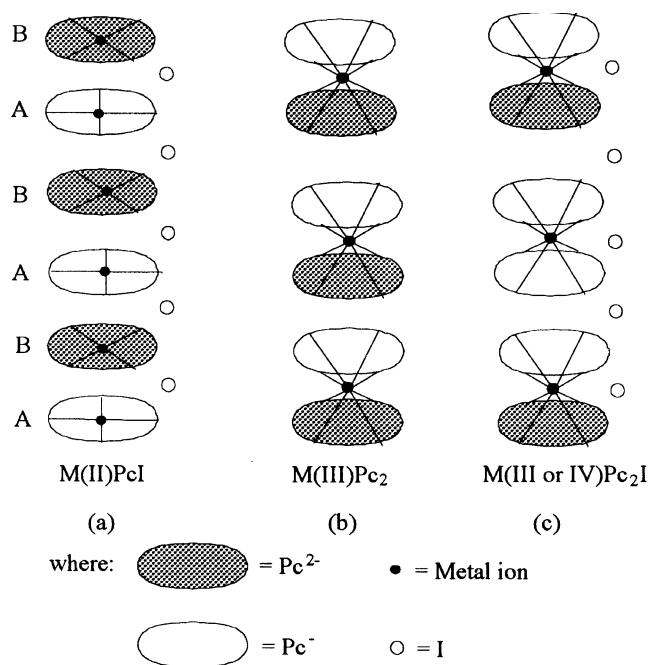 B
A
B
A
B
A
M(II)PcI M(III)Pc₂ M(III or IV)Pc₂I
(a) (b) (c)
where: = Pc²⁻ • = Metal ion
= Pc⁻ ○ = I